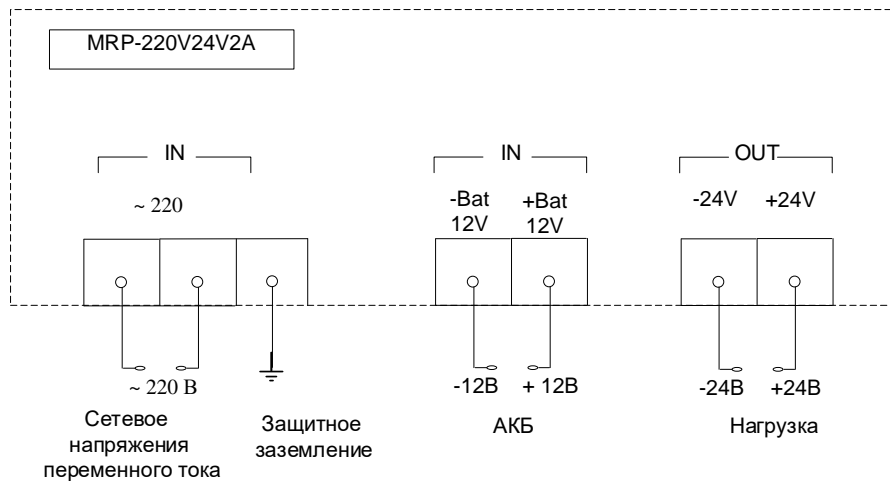 MRP-220V24V2A
IN
IN
OUT
~ 220
-Bat
12V
+Bat
12V
-24V
+24V
~ 220 В
-12В
+ 12В
-24В
+24В
Сетевое
напряжения
переменного тока
Защитное
заземление
АКБ
Нагрузка